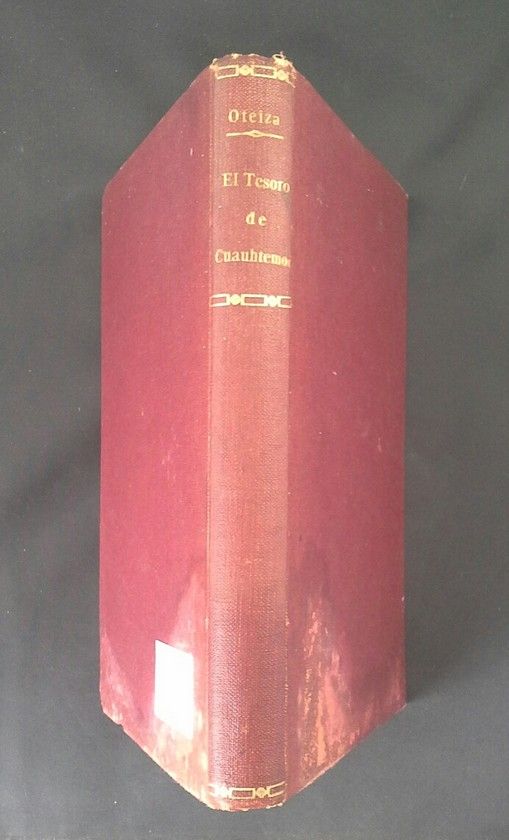 Oteiza
El Tesoro
de
Cuauhtemoc